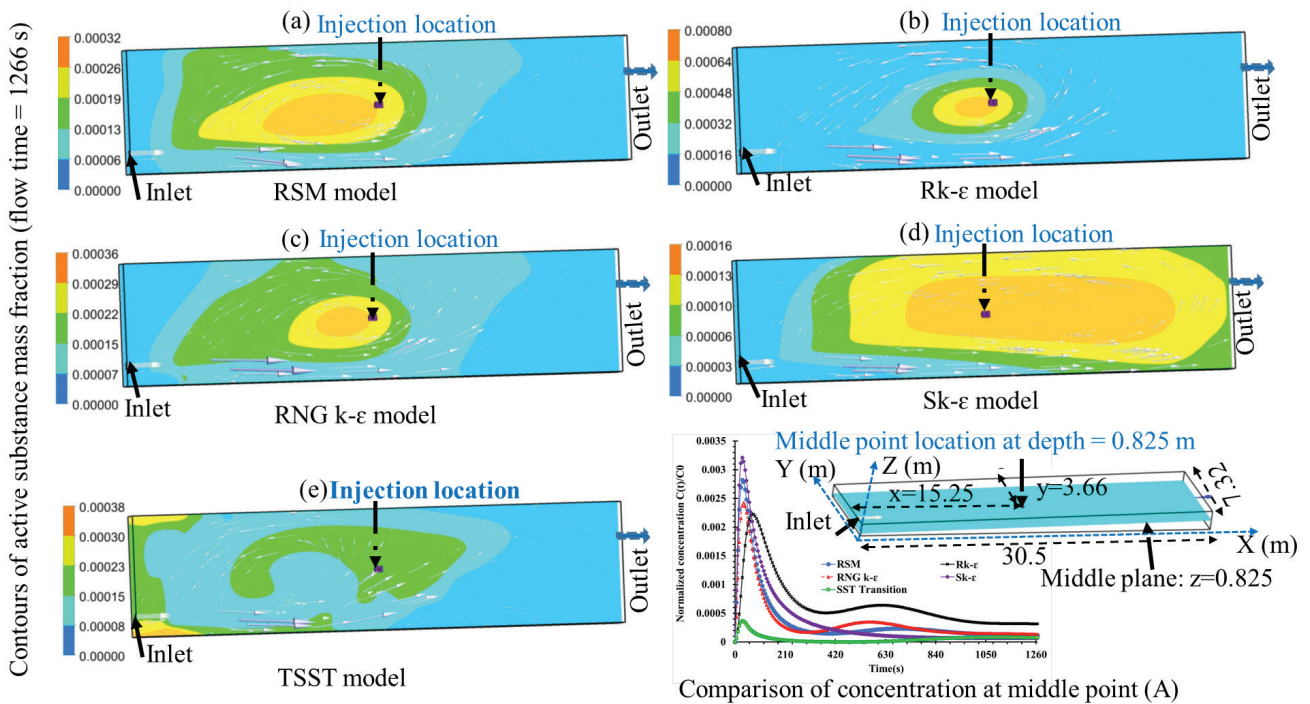 Contours of active substance mass fraction (flow time = 1266 s)
(a) Injection location
0.00032
0.00026
0.00019
0.00013
0.00006
0.00000
Inlet
Outlet
RSM model
(b) Injection location
0.00080
0.00064
0.00048
0.00032
0.00016
0.00000
Inlet
Outlet
Rk-ε model
(c) Injection location
0.00036
0.00029
0.00022
0.00015
0.00007
0.00000
Inlet
Outlet
RNG k-ε model
(d) Injection location
0.00016
0.00013
0.00010
0.00006
0.00003
0.00000
Inlet
Outlet
Sk-ε model
(e) Injection location
0.00038
0.00030
0.00023
0.00015
0.00008
0.00000
Inlet
Outlet
TSST model
Normalized concentration C(t)/C0
0.0035
0.003
0.0025
0.002
0.0015
0.001
0.0005
0
0 210 420 630 840 1050 1260
Time(s)
RSM
Rk-ε
RNG k-ε
Sk-ε
SST Transition
Middle point location at depth = 0.825 m
Y (m)
Z (m)
x=15.25
y=3.66
7.32
Inlet
30.5
X (m)
Middle plane: z=0.825
Comparison of concentration at middle point (A)